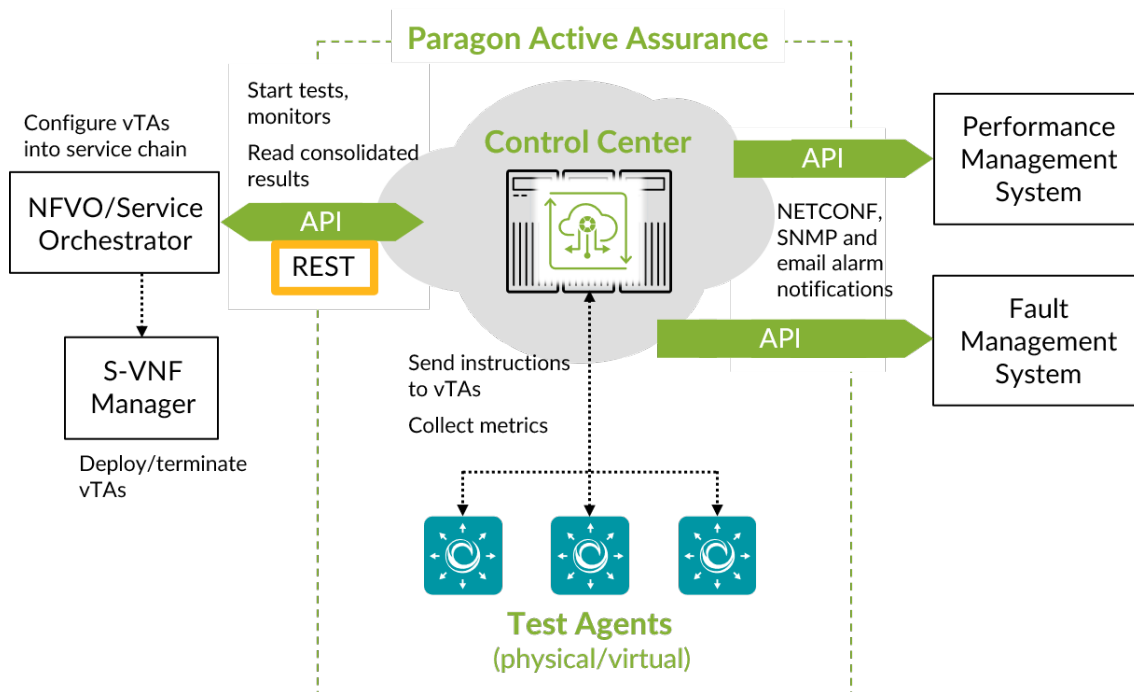 Paragon Active Assurance
Start tests,
monitors
Read consolidated
results
Configure vTAs
into service chain
NFVO/Service
Orchestrator
API
REST
S-VNF
Manager
Deploy/terminate
vTAs
Control Center
Send instructions
to vTAs
Collect metrics
API
NETCONF,
SNMP and
email alarm
notifications
API
Performance
Management
System
Fault
Management
System
Test Agents
(physical/virtual)